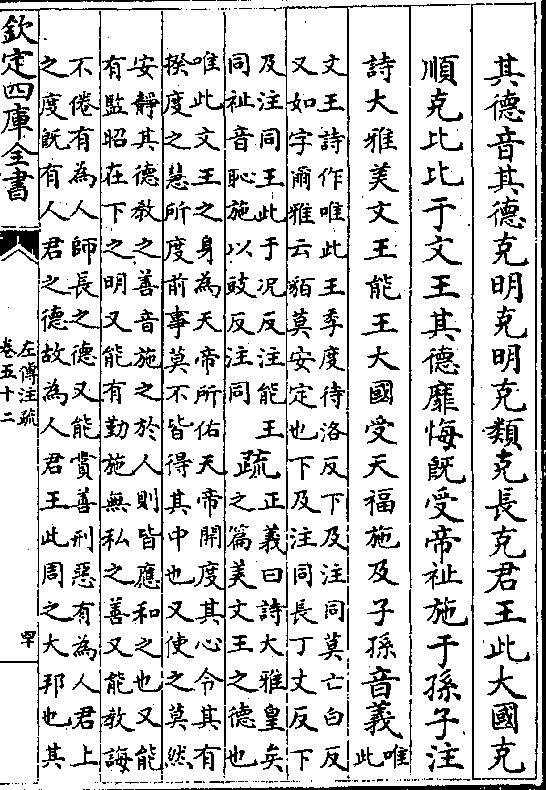 其德音其德克明克明克類克長克君王此大國克
順克比比于文王其德靡悔既受帝祉施于孫子注
詩大雅美文王能王大國受天福施及子孫音義唯此
文王詩作唯此王季度待洛反下及注同莫亡白反
又如字爾雅云貊莫安定也下及注同長丁丈反下
及注同王此于況反注能王
同祉音恥施以豉反注同
疏正義曰詩大雅皇矣
之篇美文王之德也
唯此文王之身為天帝所佑天帝開度其心令其有
揆度之慧所度前事莫不皆得其中也又使之莫然
安靜其德教之善音施之於人則皆應和之也又能
有監昭在下之明又能有勤施無私之善又能教誨
不倦有為人師長之德又能賞善刑惡有為人君上
之度既有人君之德故為人君王此周之大邦也其
欽定四庫全書
左傳注疏
卷五十二
罕